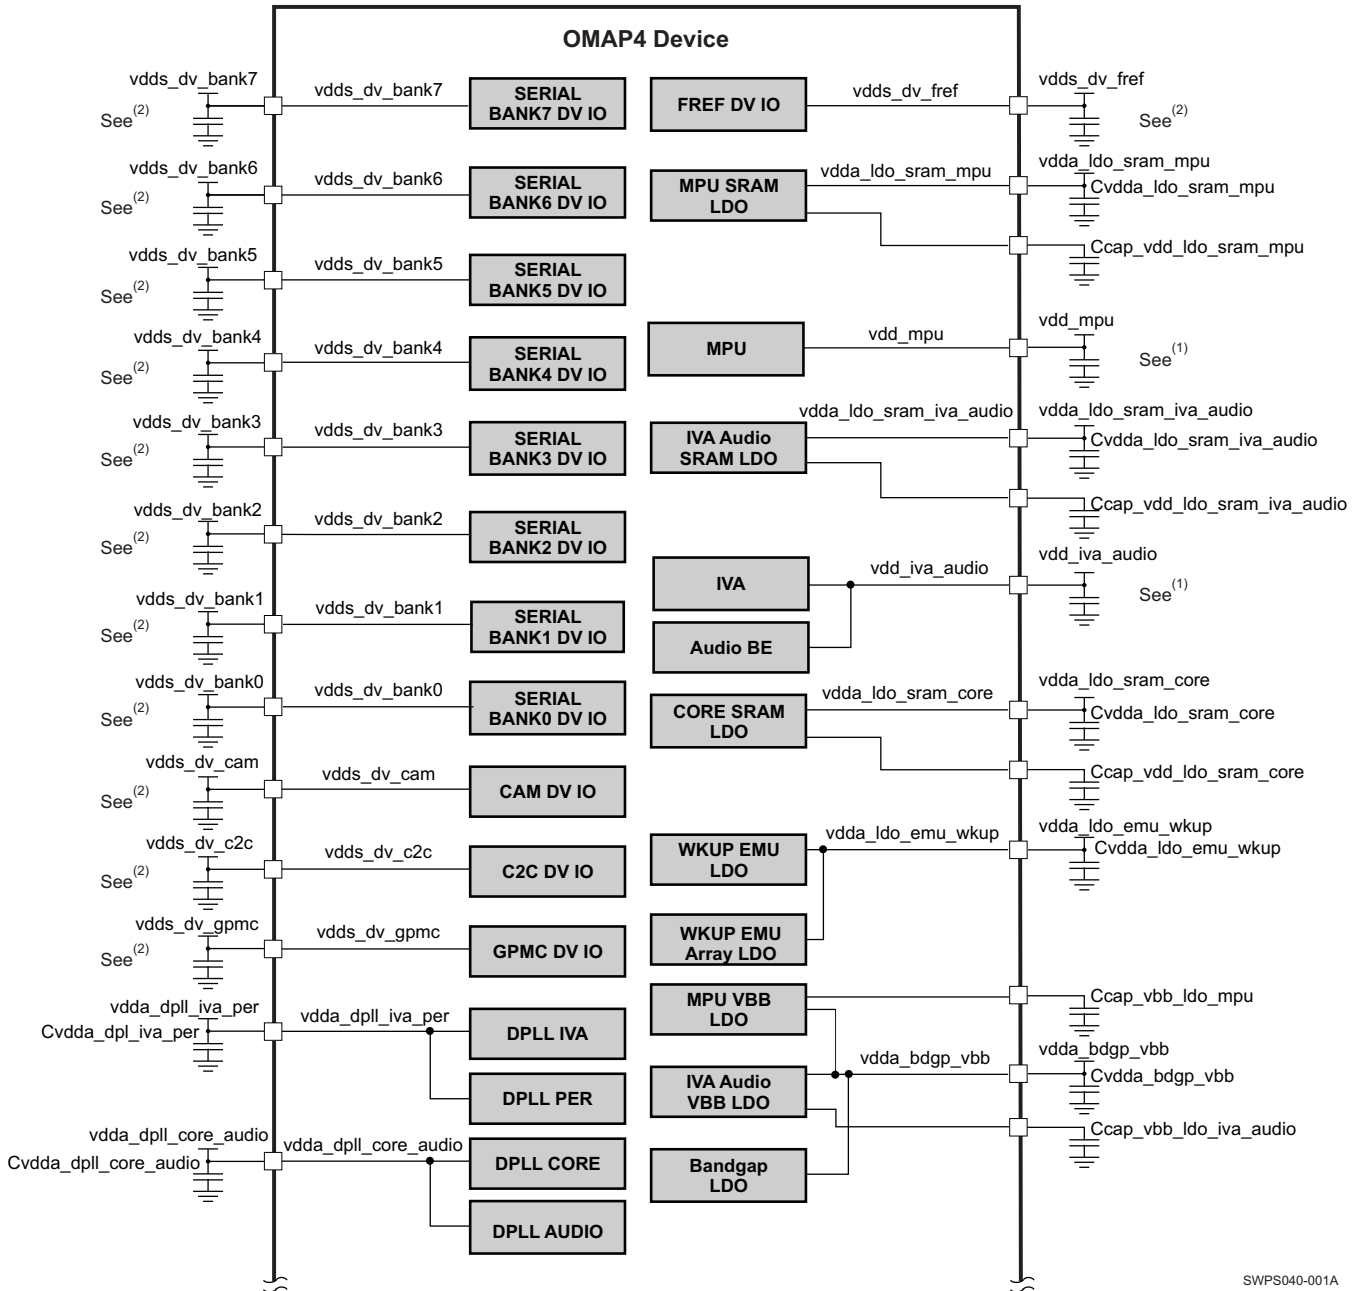 OMAP4 Device
vdds_dv_bank7
vdds_dv_bank7
See(2)
SERIAL
BANK7 DV IO
FREF DV IO
vdds_dv_fref
vdds_dv_fref
See(2)
vdds_dv_bank6
vdds_dv_bank6
See(2)
SERIAL
BANK6 DV IO
MPU SRAM
LDO
vdda_ldo_sram_mpu
vdda_ldo_sram_mpu
Cvdda_ldo_sram_mpu
Ccap_vdd_ldo_sram_mpu
vdds_dv_bank5
vdds_dv_bank5
See(2)
SERIAL
BANK5 DV IO
vdds_dv_bank4
vdds_dv_bank4
See(2)
SERIAL
BANK4 DV IO
MPU
vdd_mpu
vdd_mpu
See(1)
vdds_dv_bank3
vdds_dv_bank3
See(2)
SERIAL
BANK3 DV IO
IVA Audio
SRAM LDO
vdda_ldo_sram_iva_audio
vdda_ldo_sram_iva_audio
Cvdda_ldo_sram_iva_audio
Ccap_vdd_ldo_sram_iva_audio
vdds_dv_bank2
vdds_dv_bank2
See(2)
SERIAL
BANK2 DV IO
IVA
vdd_iva_audio
vdd_iva_audio
See(1)
vdds_dv_bank1
vdds_dv_bank1
See(2)
SERIAL
BANK1 DV IO
Audio BE
vdds_dv_bank0
vdds_dv_bank0
See(2)
SERIAL
BANK0 DV IO
CORE SRAM
LDO
vdda_ldo_sram_core
vdda_ldo_sram_core
Cvdda_ldo_sram_core
Ccap_vdd_ldo_sram_core
vdds_dv_cam
vdds_dv_cam
See(2)
CAM DV IO
vdds_dv_c2c
vdds_dv_c2c
See(2)
C2C DV IO
WKUP EMU
LDO
vdda_ldo_emu_wkup
vdda_ldo_emu_wkup
Cvdda_ldo_emu_wkup
vdds_dv_gpmc
vdds_dv_gpmc
See(2)
GPMC DV IO
WKUP EMU
Array LDO
vdda_dpll_iva_per
vdda_dpll_iva_per
Cvdda_dpl_iva_per
DPLL IVA
MPU VBB
LDO
Ccap_vbb_ldo_mpu
DPLL PER
IVA Audio
VBB LDO
vdda_bdgp_vbb
vdda_bdgp_vbb
Cvdda_bdgp_vbb
Ccap_vbb_ldo_iva_audio
vdda_dpll_core_audio
vdda_dpll_core_audio
Cvdda_dpll_core_audio
DPLL CORE
Bandgap
LDO
DPLL AUDIO
SWPS040-001A